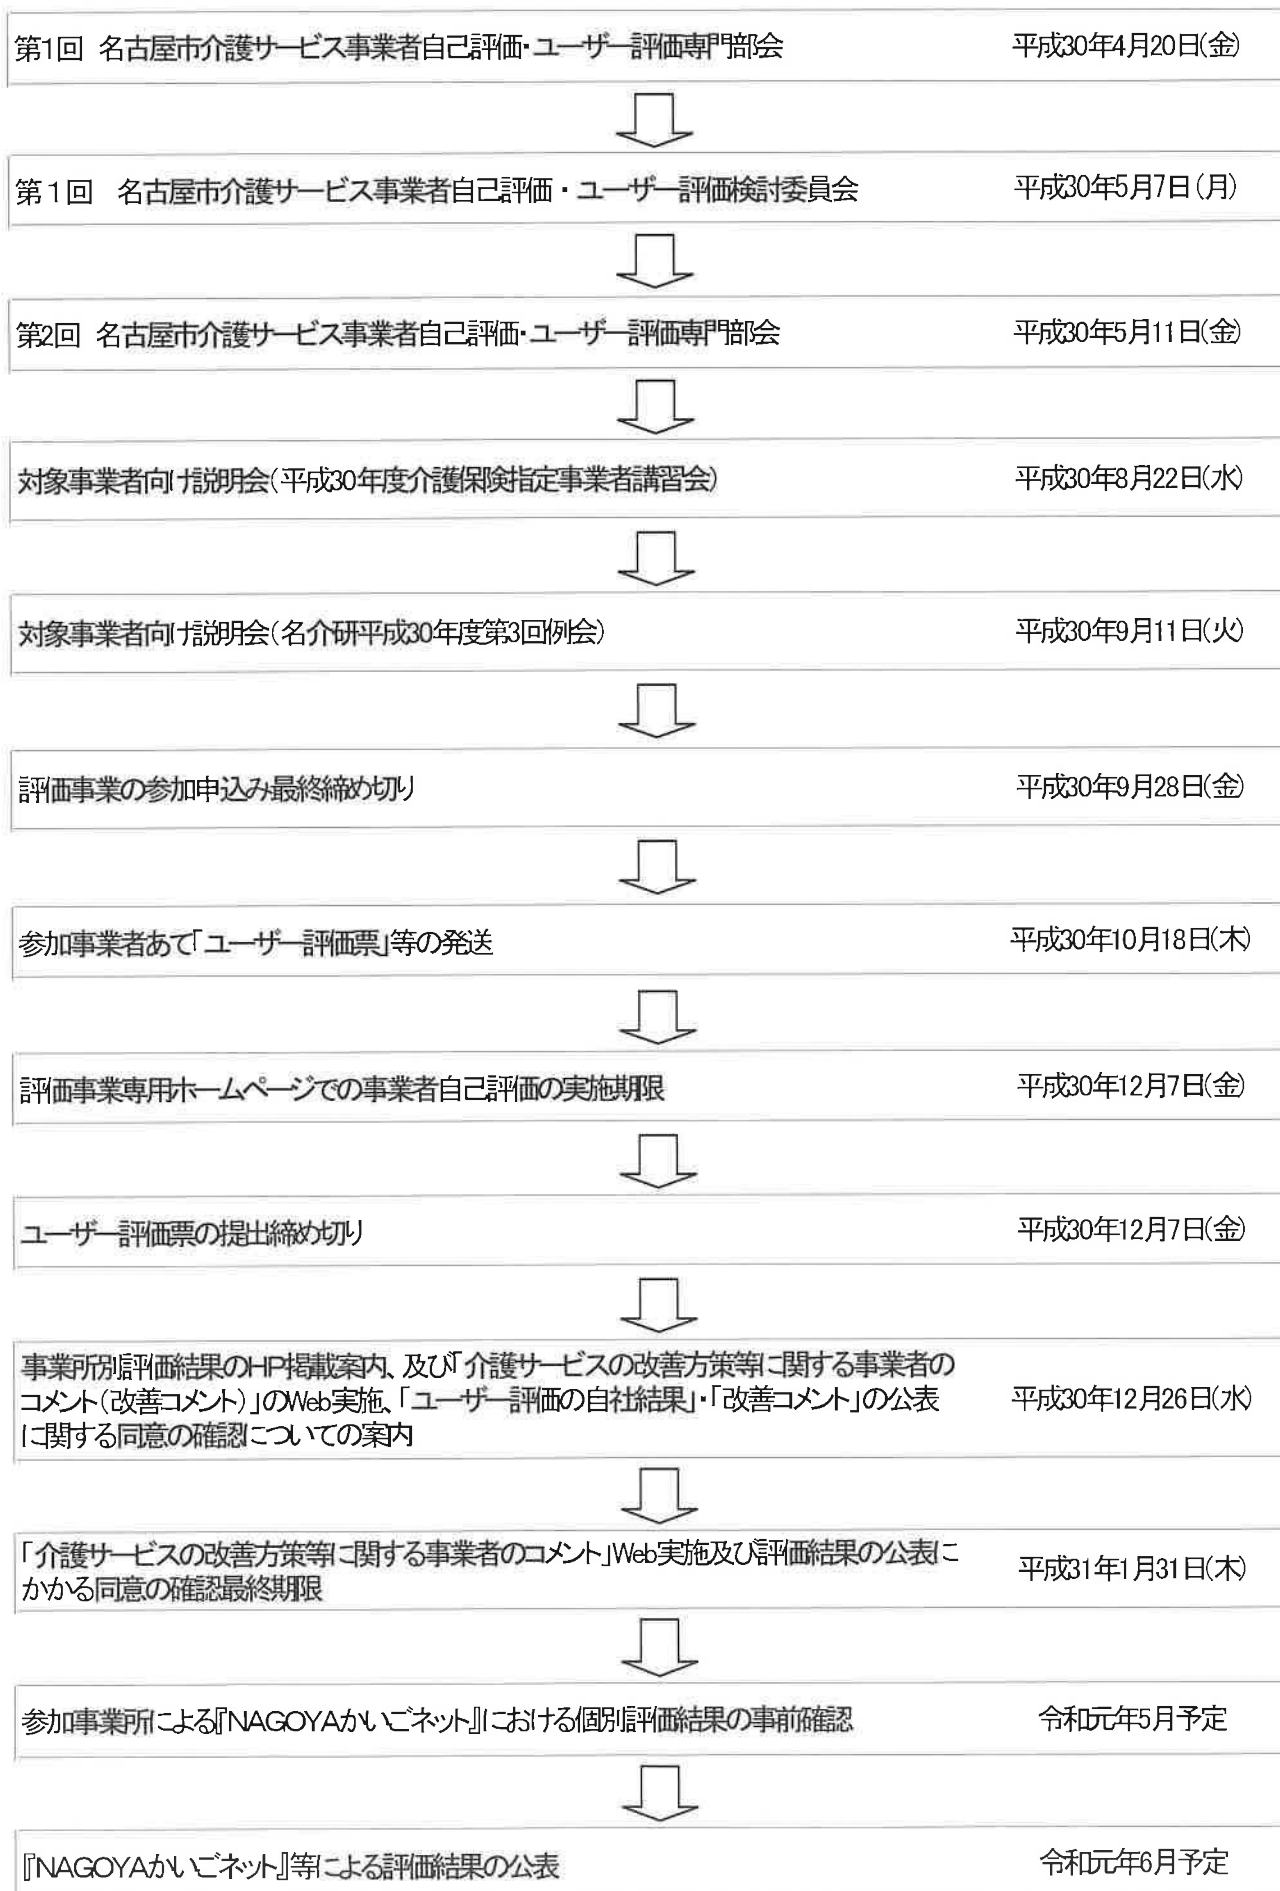 第1回 名古屋市介護サービス事業者自己評価・ユーザー評価専門部会 平成30年4月20日(金)
第1回 名古屋市介護サービス事業者自己評価・ユーザー評価検討委員会 平成30年5月7日(月)
第2回 名古屋市介護サービス事業者自己評価・ユーザー評価専門部会 平成30年5月11日(金)
対象事業者向け説明会(平成30年度介護保険指定事業者講習会) 平成30年8月22日(水)
対象事業者向け説明会(名介研平成30年度第3回例会) 平成30年9月11日(火)
評価事業の参加申込み最終締め切り 平成30年9月28日(金)
参加事業者あて「ユーザー評価票」等の発送 平成30年10月18日(木)
評価事業専用ホームページでの事業者自己評価の実施期限 平成30年12月7日(金)
ユーザー評価票の提出締め切り 平成30年12月7日(金)
事業所別評価結果のHP掲載案内、及び「介護サービスの改善方策等に関する事業者の
コメント(改善コメント)」のWeb実施、「ユーザー評価の自社結果」・「改善コメント」の公表 平成30年12月26日(水)
に関する同意の確認についての案内
「介護サービスの改善方策等に関する事業者のコメント」Web実施及び評価結果の公表に
かかる同意の確認最終期限 平成31年1月31日(木)
参加事業所による『NAGOYAかいごネット』における個別評価結果の事前確認 令和元年5月予定
『NAGOYAかいごネット』等による評価結果の公表 令和元年6月予定